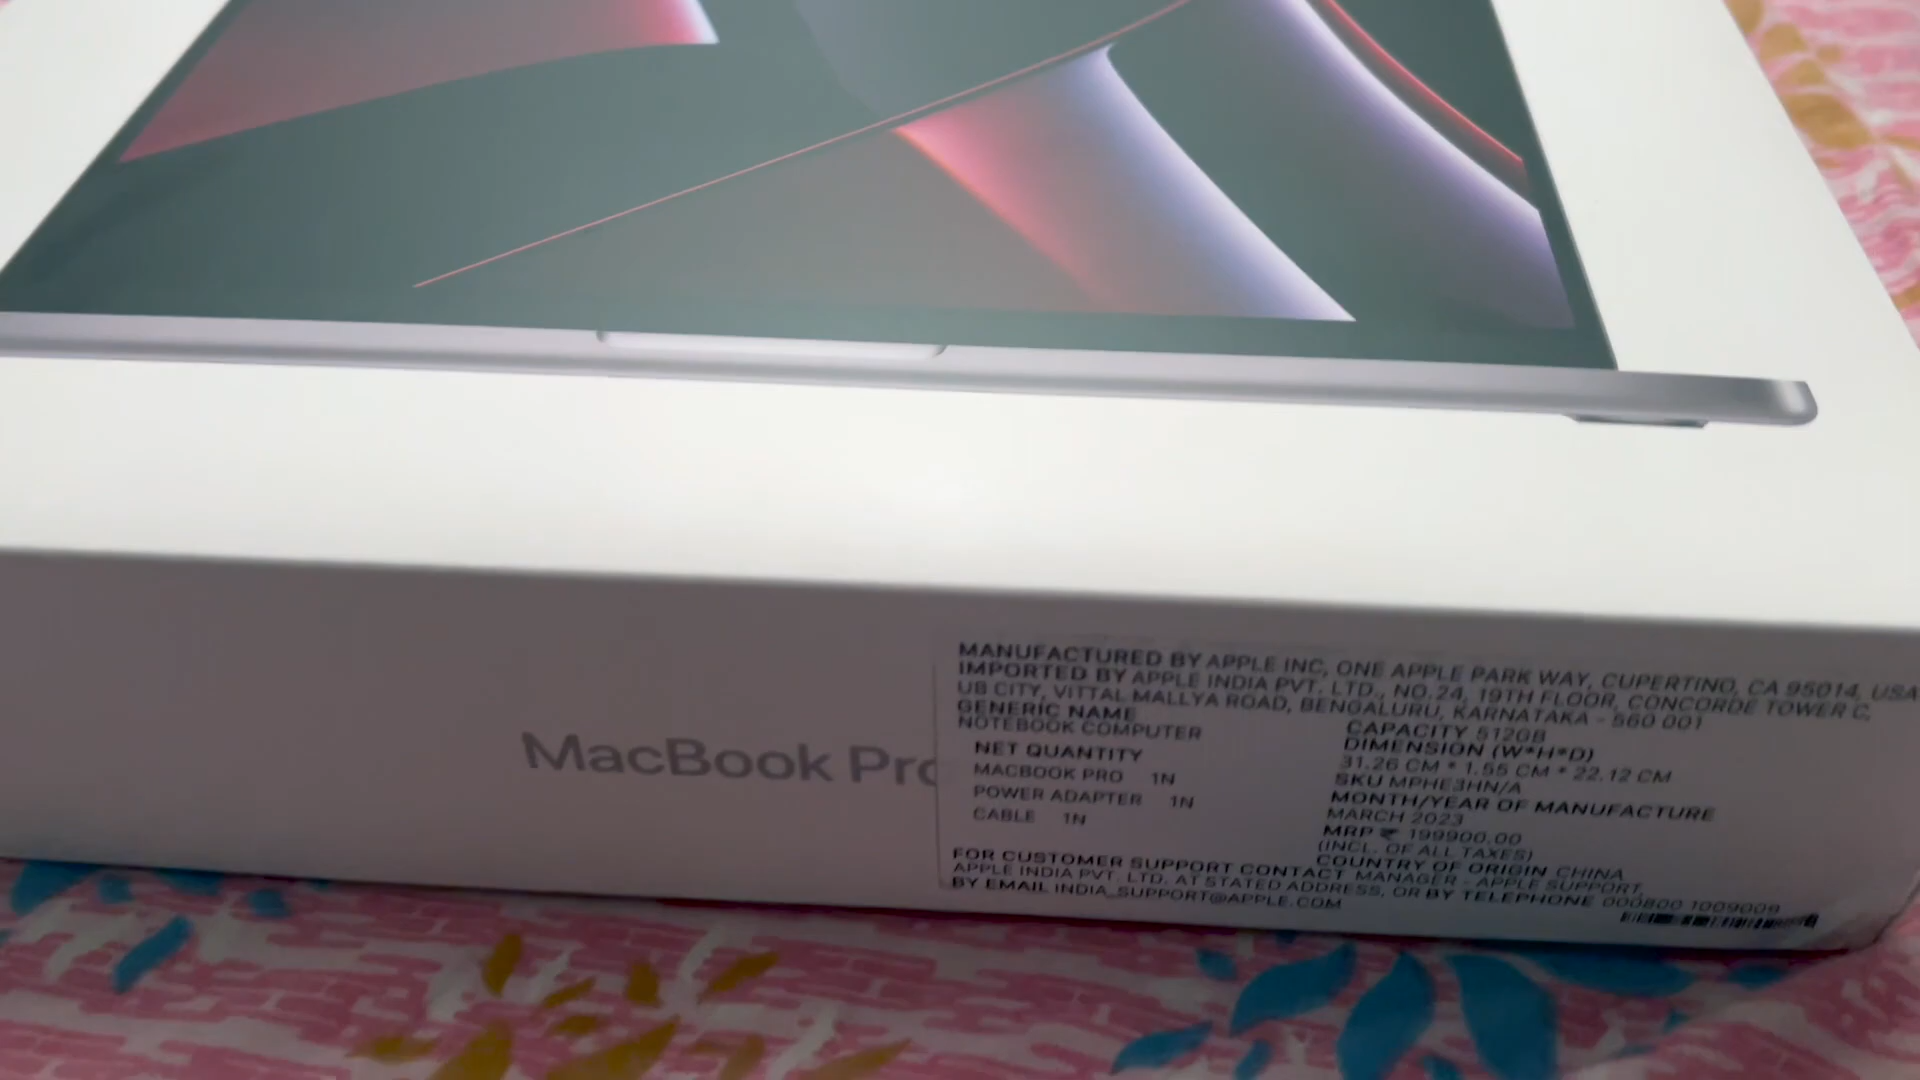 MacBook Pro
MANUFACTURED BY APPLE INC, ONE APPLE PARK WAY, CUPERTINO, CA 95014, USA
IMPORTED BY APPLE INDIA PVT. LTD., NO.24, 19TH FLOOR, CONCORDE TOWER C,
UB CITY, VITTAL MALLYA ROAD, BENGALURU, KARNATAKA - 560 001
GENERIC NAME
NOTEBOOK COMPUTER
NET QUANTITY
MACBOOK PRO 1N
POWER ADAPTER 1N
CABLE 1N
CAPACITY 512GB
DIMENSION (W*H*D)
31.26 CM * 1.55 CM * 22.12 CM
SKU MPHE3HN/A
MONTH/YEAR OF MANUFACTURE
MARCH 2023
MRP ₹ 199900.00
(INCL. OF ALL TAXES)
COUNTRY OF ORIGIN CHINA
FOR CUSTOMER SUPPORT CONTACT MANAGER - APPLE SUPPORT,
APPLE INDIA PVT. LTD. AT STATED ADDRESS, OR BY TELEPHONE 000800 1009009
BY EMAIL INDIA_SUPPORT@APPLE.COM